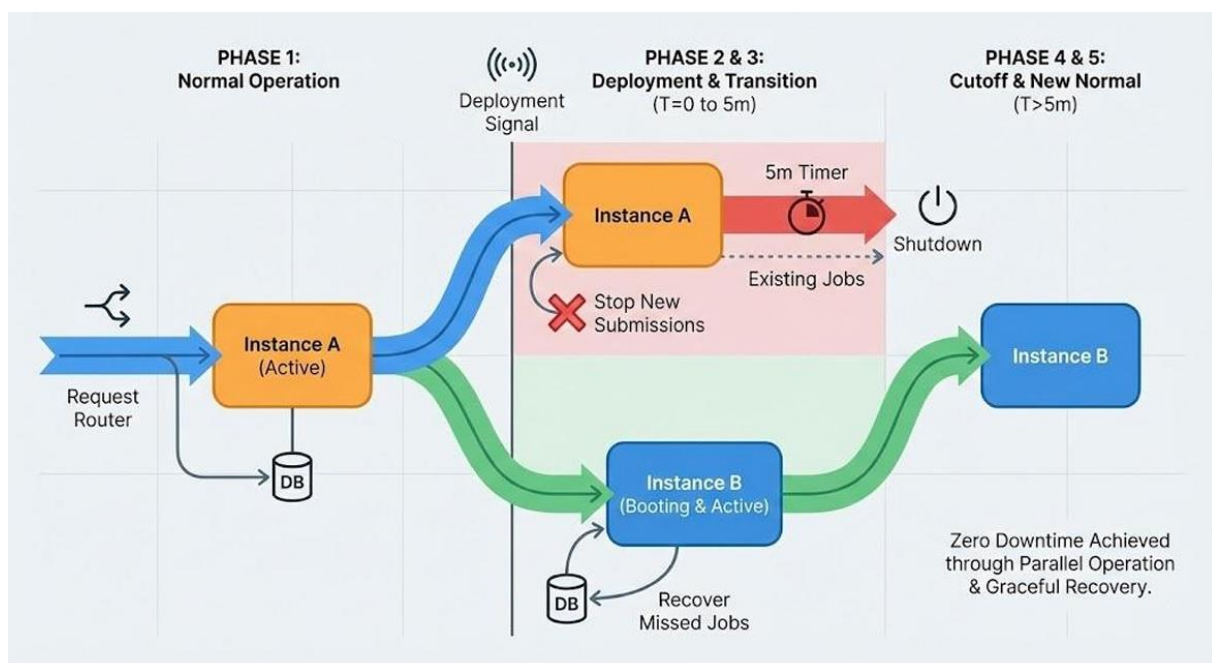 PHASE 1:
Normal Operation
Deployment
Signal
PHASE 2 & 3:
Deployment & Transition
(T=0 to 5m)
PHASE 4 & 5:
Cutoff & New Normal
(T>5m)
Request
Router
Instance A
(Active)
DB
Instance A
5m Timer
Shutdown
Existing Jobs
Stop New
Submissions
Instance B
(Booting & Active)
DB
Recover
Missed Jobs
Instance B
Zero Downtime Achieved
through Parallel Operation
& Graceful Recovery.